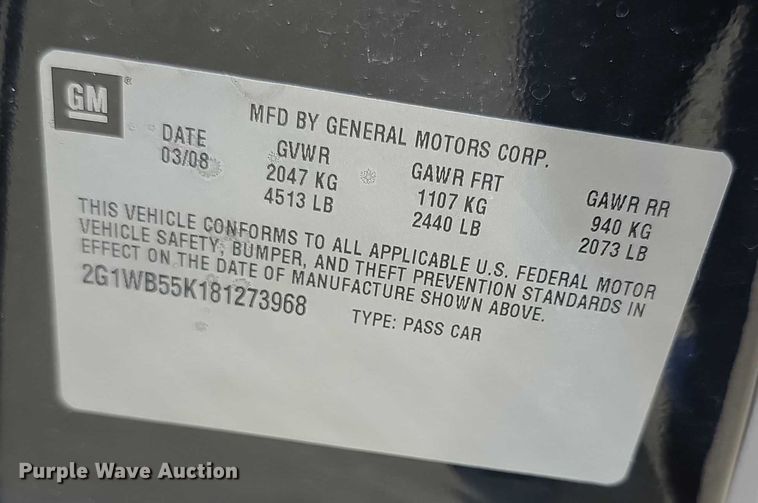 GM
MFD BY GENERAL MOTORS CORP.
DATE GVWR GAWR FRT GAWR RR
03/08 2047 KG 1107 KG 940 KG
4513 LB 2440 LB 2073 LB
THIS VEHICLE CONFORMS TO ALL APPLICABLE U.S. FEDERAL MOTOR
VEHICLE SAFETY, BUMPER, AND THEFT PREVENTION STANDARDS IN
EFFECT ON THE DATE OF MANUFACTURE SHOWN ABOVE.
2G1WB55K181273968 TYPE: PASS CAR
Purple Wave Auction